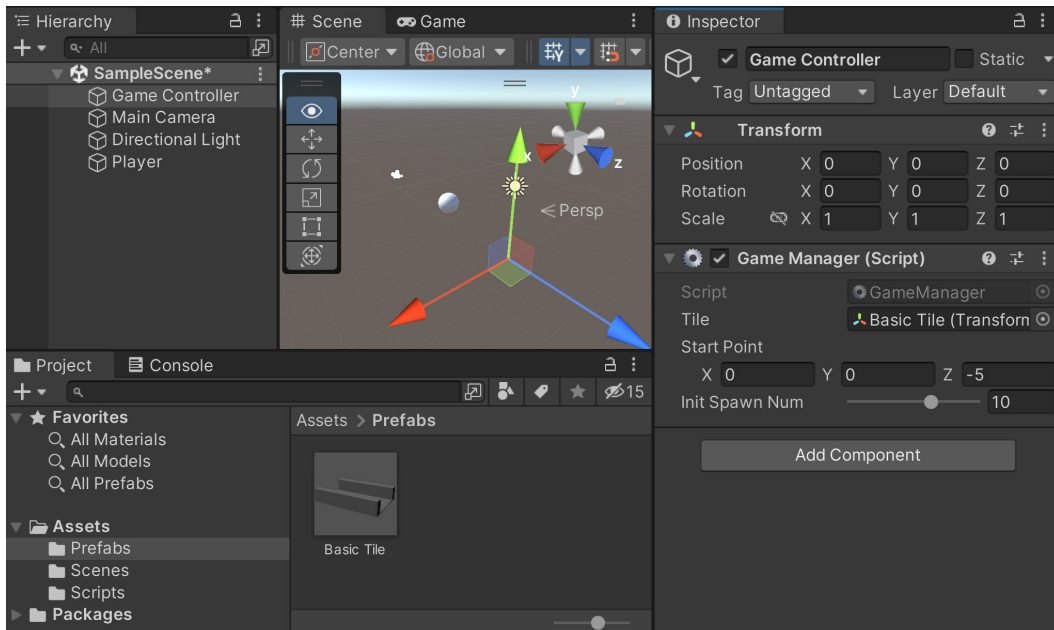 Hierarchy
All
SampleScene*
Game Controller
Main Camera
Directional Light
Player
Scene
Game
Center
Global
y
x
z
Persp
Inspector
Game Controller
Static
Tag Untagged Layer Default
Transform
Position X 0 Y 0 Z 0
Rotation X 0 Y 0 Z 0
Scale X 1 Y 1 Z 1
Game Manager (Script)
Script GameManager
Tile Basic Tile (Transform
Start Point
X 0 Y 0 Z -5
Init Spawn Num 10
Add Component
Project
Console
15
Favorites
All Materials
All Models
All Prefabs
Assets
Prefabs
Scenes
Scripts
Packages
Assets > Prefabs
Basic Tile